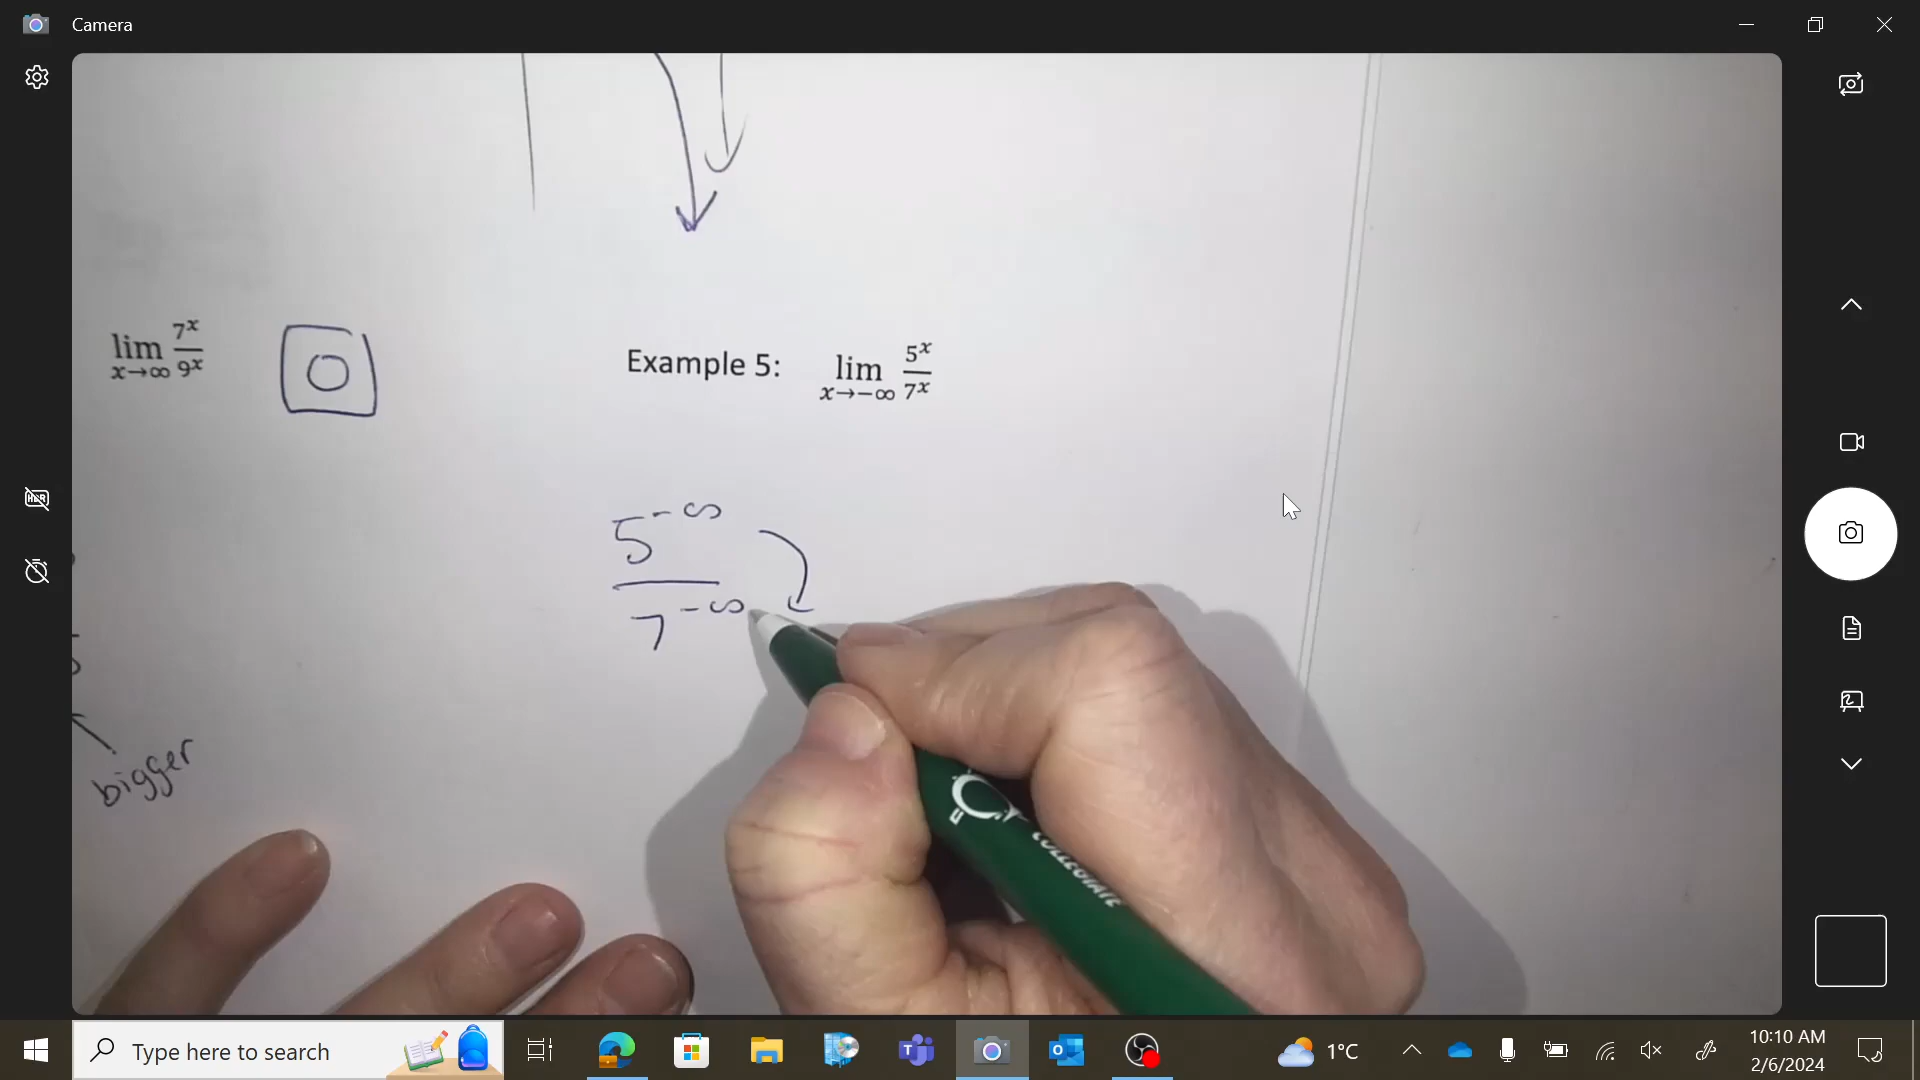 Camera
lim x→∞ 7^x/9^x
0
Example 5: lim x→-∞ 5^x/7^x
5^-∞
7^-∞
bigger
COLLEGIATE
Type here to search
1°C
10:10 AM
2/6/2024